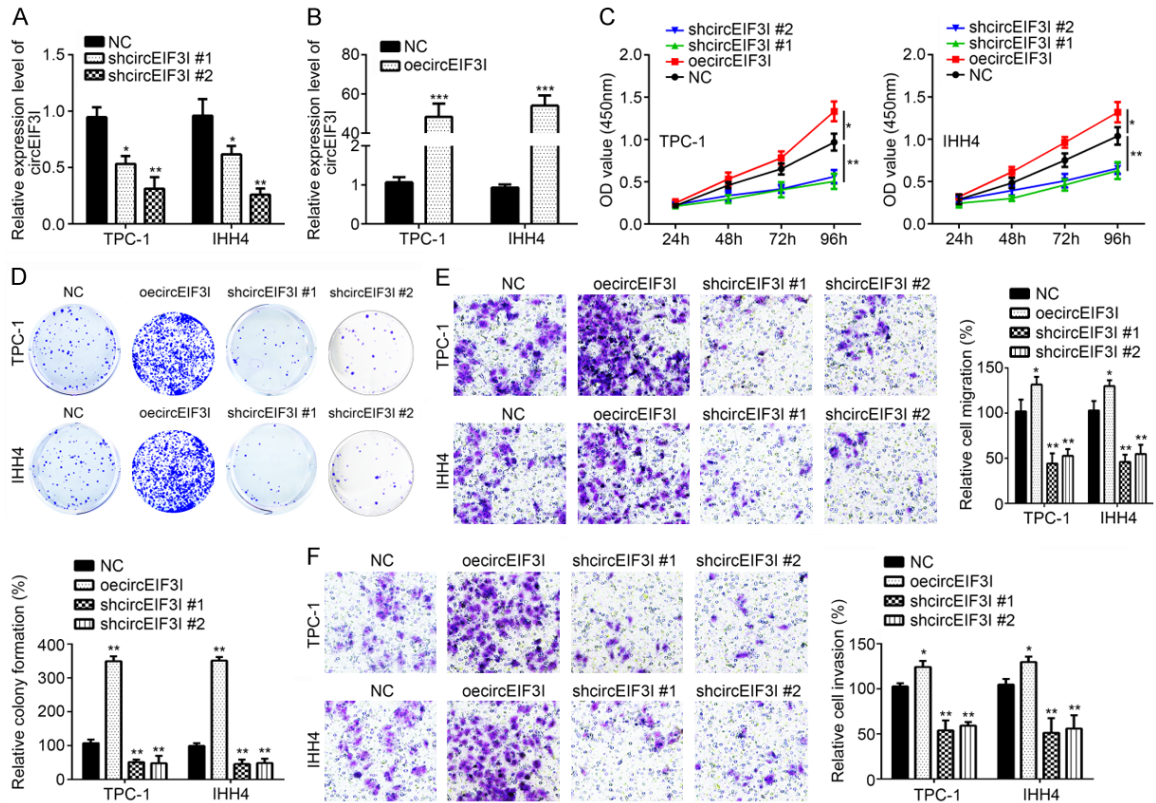 A
NC
shcircEIF3I #1
shcircEIF3I #2
Relative expression level of
circEIF3I
1.5
1.0
0.5
0.0
*
**
*
**
TPC-1
IHH4
B
NC
oecircEIF3I
Relative expression level of
circEIF3I
80
60
40
2
1
0
***
***
TPC-1
IHH4
C
shcircEIF3I #2
shcircEIF3I #1
oecircEIF3I
NC
OD value (450nm)
2.0
1.5
1.0
0.5
0.0
TPC-1
*
**
24h 48h 72h 96h
shcircEIF3I #2
shcircEIF3I #1
oecircEIF3I
NC
OD value (450nm)
2.0
1.5
1.0
0.5
0.0
IHH4
*
**
24h 48h 72h 96h
D
NC oecircEIF3I shcircEIF3I #1 shcircEIF3I #2
TPC-1
NC oecircEIF3I shcircEIF3I #1 shcircEIF3I #2
IHH4
NC
oecircEIF3I
shcircEIF3I #1
shcircEIF3I #2
Relative colony formation (%)
400
300
200
100
0
**
** **
**
** **
TPC-1
IHH4
E
NC oecircEIF3I shcircEIF3I #1 shcircEIF3I #2
TPC-1
NC oecircEIF3I shcircEIF3I #1 shcircEIF3I #2
IHH4
NC
oecircEIF3I
shcircEIF3I #1
shcircEIF3I #2
Relative cell migration (%)
150
100
50
0
*
** **
*
** **
TPC-1
IHH4
F
NC oecircEIF3I shcircEIF3I #1 shcircEIF3I #2
TPC-1
NC oecircEIF3I shcircEIF3I #1 shcircEIF3I #2
IHH4
NC
oecircEIF3I
shcircEIF3I #1
shcircEIF3I #2
Relative cell invasion (%)
150
100
50
0
*
** **
*
** **
TPC-1
IHH4